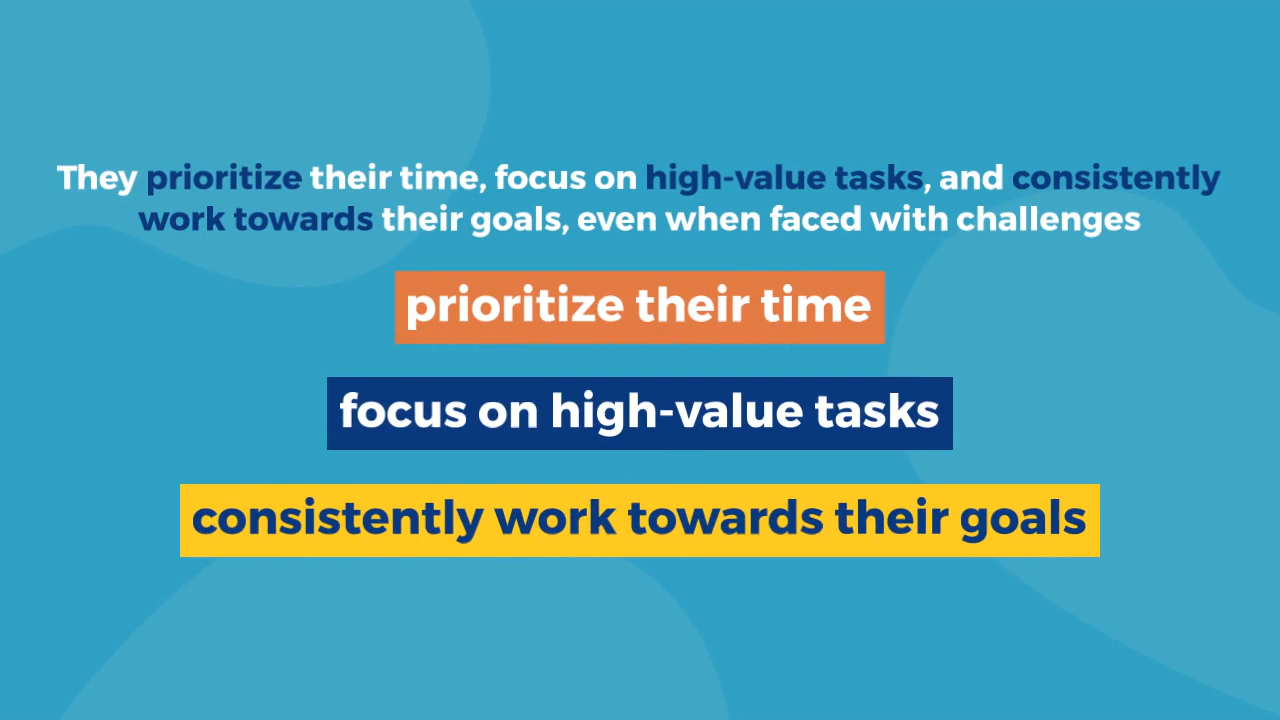 They prioritize their time, focus on high-value tasks, and consistently
work towards their goals, even when faced with challenges
prioritize their time
focus on high-value tasks
consistently work towards their goals